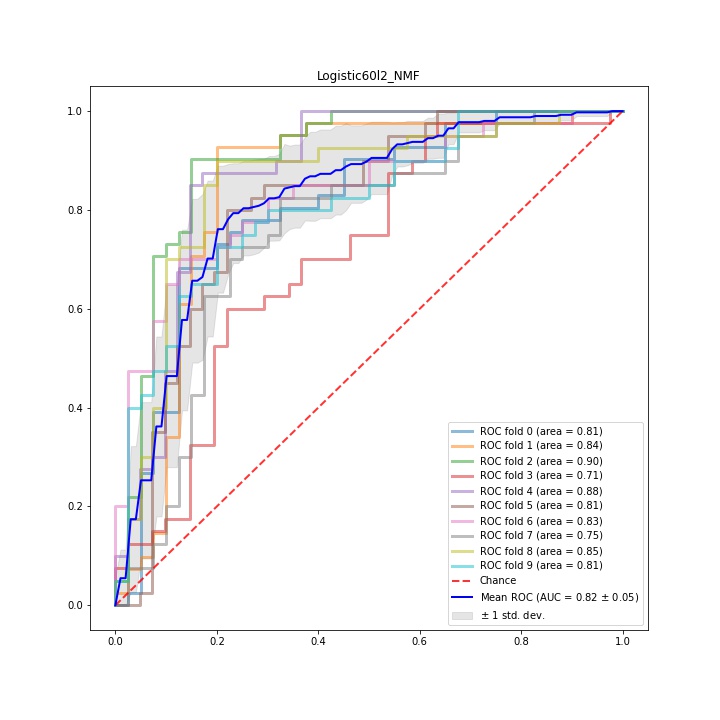 Logistic60l2_NMF
1.0
0.8
0.6
0.4
0.2
0.0
ROC fold 0 (area = 0.81)
ROC fold 1 (area = 0.84)
ROC fold 2 (area = 0.90)
ROC fold 3 (area = 0.71)
ROC fold 4 (area = 0.88)
ROC fold 5 (area = 0.81)
ROC fold 6 (area = 0.83)
ROC fold 7 (area = 0.75)
ROC fold 8 (area = 0.85)
ROC fold 9 (area = 0.81)
Chance
Mean ROC (AUC = 0.82 ± 0.05)
± 1 std. dev.
0.0 0.2 0.4 0.6 0.8 1.0